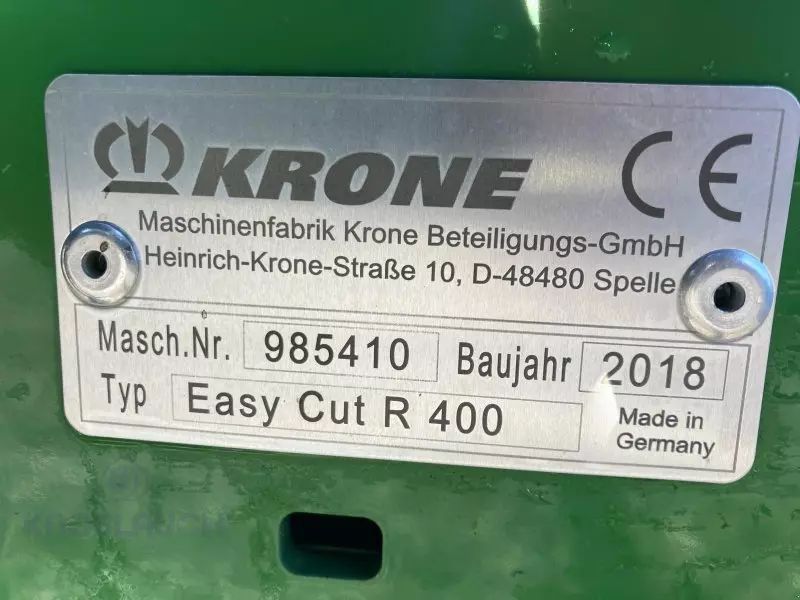 KRONE CE
Maschinenfabrik Krone Beteiligungs-GmbH
Heinrich-Krone-Straße 10, D-48480 Spelle
Masch.Nr. 985410 Baujahr 2018
Typ Easy Cut R 400 Made in
Germany